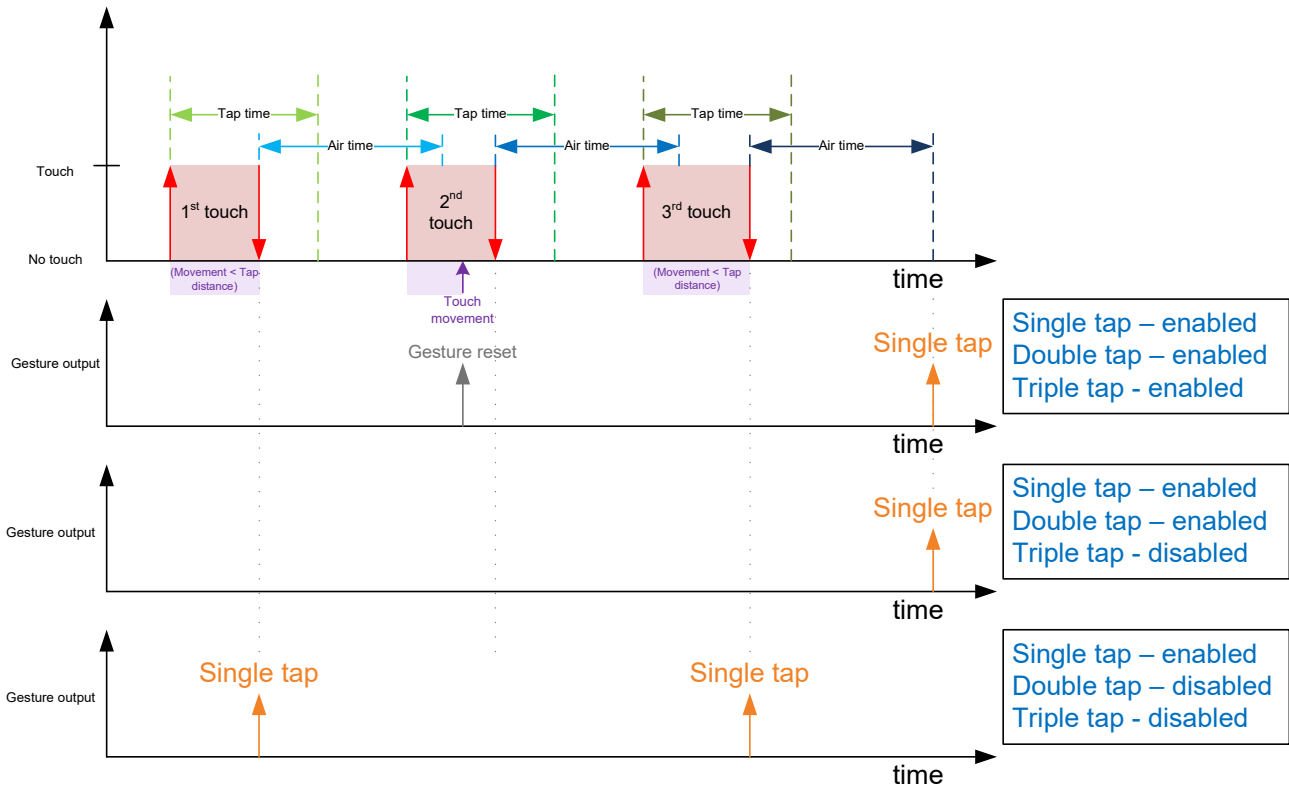 Tap time
Tap time
Tap time
Air time
Air time
Air time
Touch
1st touch
2nd
touch
3rd touch
No touch
(Movement < Tap
distance)
(Movement < Tap
distance)
time
Touch
movement
Gesture reset
Single tap
Gesture output
time
Single tap – enabled
Double tap – enabled
Triple tap - enabled
Single tap
Gesture output
time
Single tap – enabled
Double tap – enabled
Triple tap - disabled
Single tap
Single tap
Gesture output
time
Single tap – enabled
Double tap – disabled
Triple tap - disabled